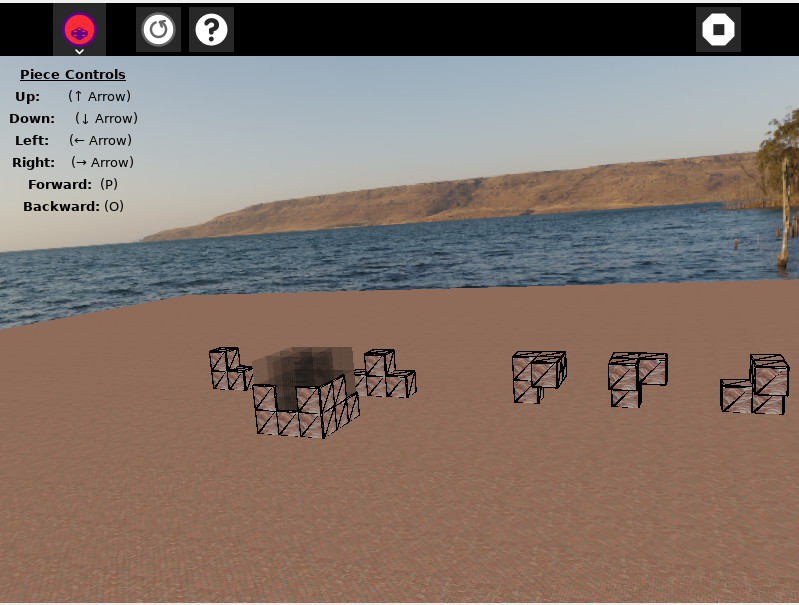 Piece Controls
Up: (↑ Arrow)
Down: (↓ Arrow)
Left: (← Arrow)
Right: (→ Arrow)
Forward: (P)
Backward: (O)